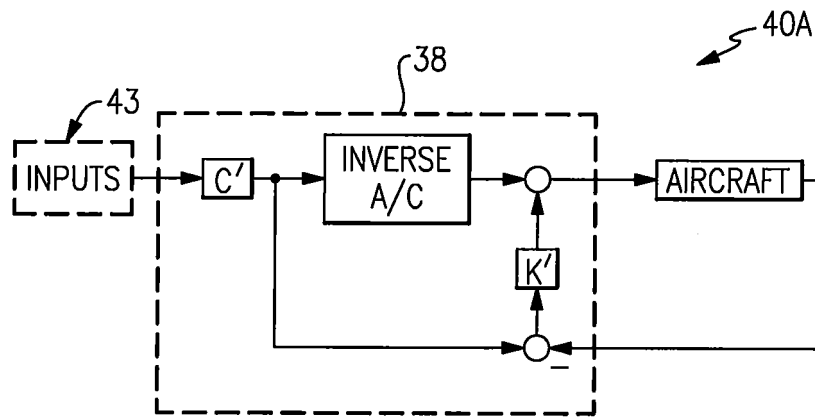 40A
38
43
INPUTS
C'
INVERSE
A/C
AIRCRAFT
K'
−